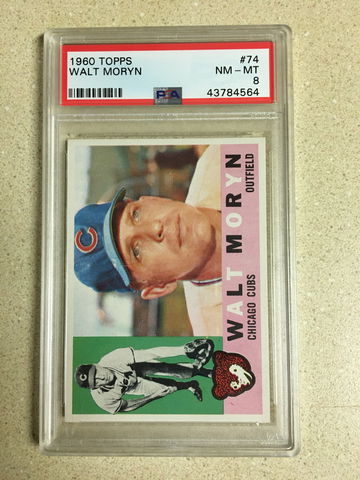 1960 TOPPS #74
WALT MORYN NM – MT
8
PSA 43784564
WALT MORYN
CHICAGO CUBS OUTFIELD
C